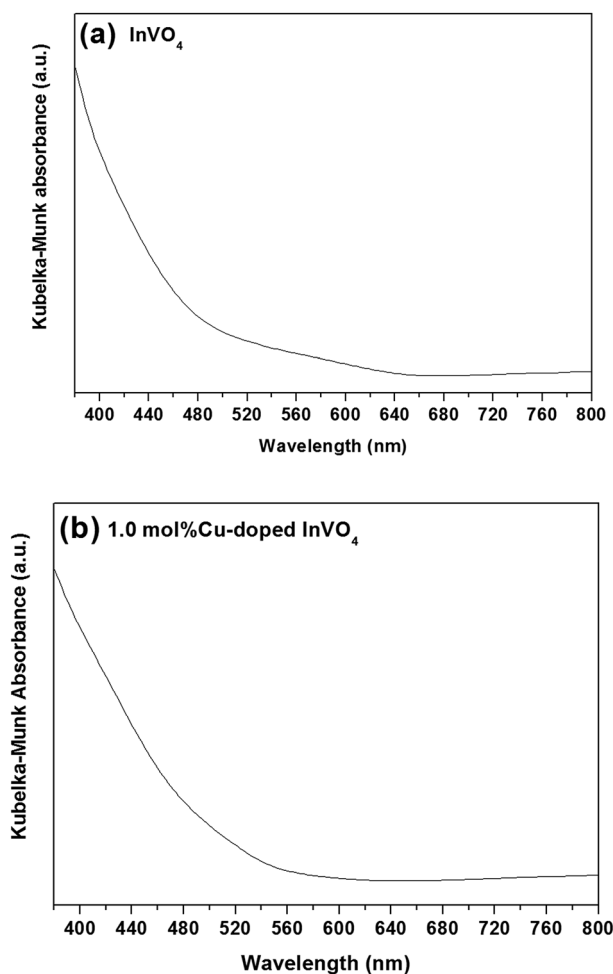 (a) InVO₄
Kubelka-Munk absorbance (a.u.)
400 440 480 520 560 600 640 680 720 760 800
Wavelength (nm)
(b) 1.0 mol%Cu-doped InVO₄
Kubelka-Munk Absorbance (a.u.)
400 440 480 520 560 600 640 680 720 760 800
Wavelength (nm)